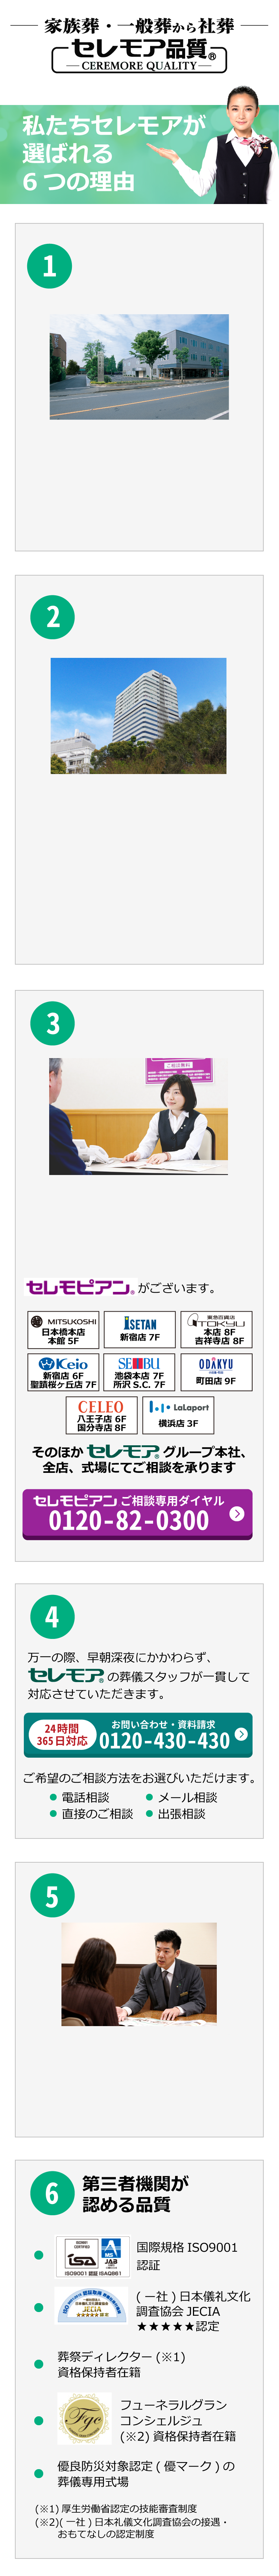 家族葬・一般葬から社葬
セレモア品質®
CEREMORE QUALITY
私たちセレモアが
選ばれる
6つの理由
1
2
3
ご相談無料
セレモピアン®がございます。
MITSUKOSHI
日本橋本店
本館 5F
ISETAN
新宿店 7F
東急百貨店
TOKYU
本店 8F
吉祥寺店 8F
Keio
新宿店 6F
聖蹟桜ヶ丘店 7F
SEIBU
池袋本店 7F
所沢 S.C. 7F
ODAKYU
小田急百貨店
町田店 9F
CELEO
八王子店 6F
国分寺店 8F
LaLaport
横浜店 3F
そのほか セレモア® グループ本社、
全店、式場にてご相談を承ります
セレモピアン ご相談専用ダイヤル
0120-82-0300
4
万一の際、早朝深夜にかかわらず、
セレモア®の葬儀スタッフが一貫して
対応させていただきます。
24時間
365日対応
お問い合わせ・資料請求
0120-430-430
ご希望のご相談方法をお選びいただけます。
● 電話相談 ● メール相談
● 直接のご相談 ● 出張相談
5
6 第三者機関が
認める品質
ISA
JAB
ISO9001 認証 ISAQ861
国際規格 ISO9001
認証
JECIA
★★★★★認定
(一社)日本儀礼文化
調査協会 JECIA
★★★★★認定
葬祭ディレクター(※1)
資格保持者在籍
Fgc
フューネラルグラン
コンシェルジュ
(※2)資格保持者在籍
優良防災対象認定(優マーク)の
葬儀専用式場
(※1)厚生労働省認定の技能審査制度
(※2)(一社)日本礼儀文化調査協会の接遇・
おもてなしの認定制度